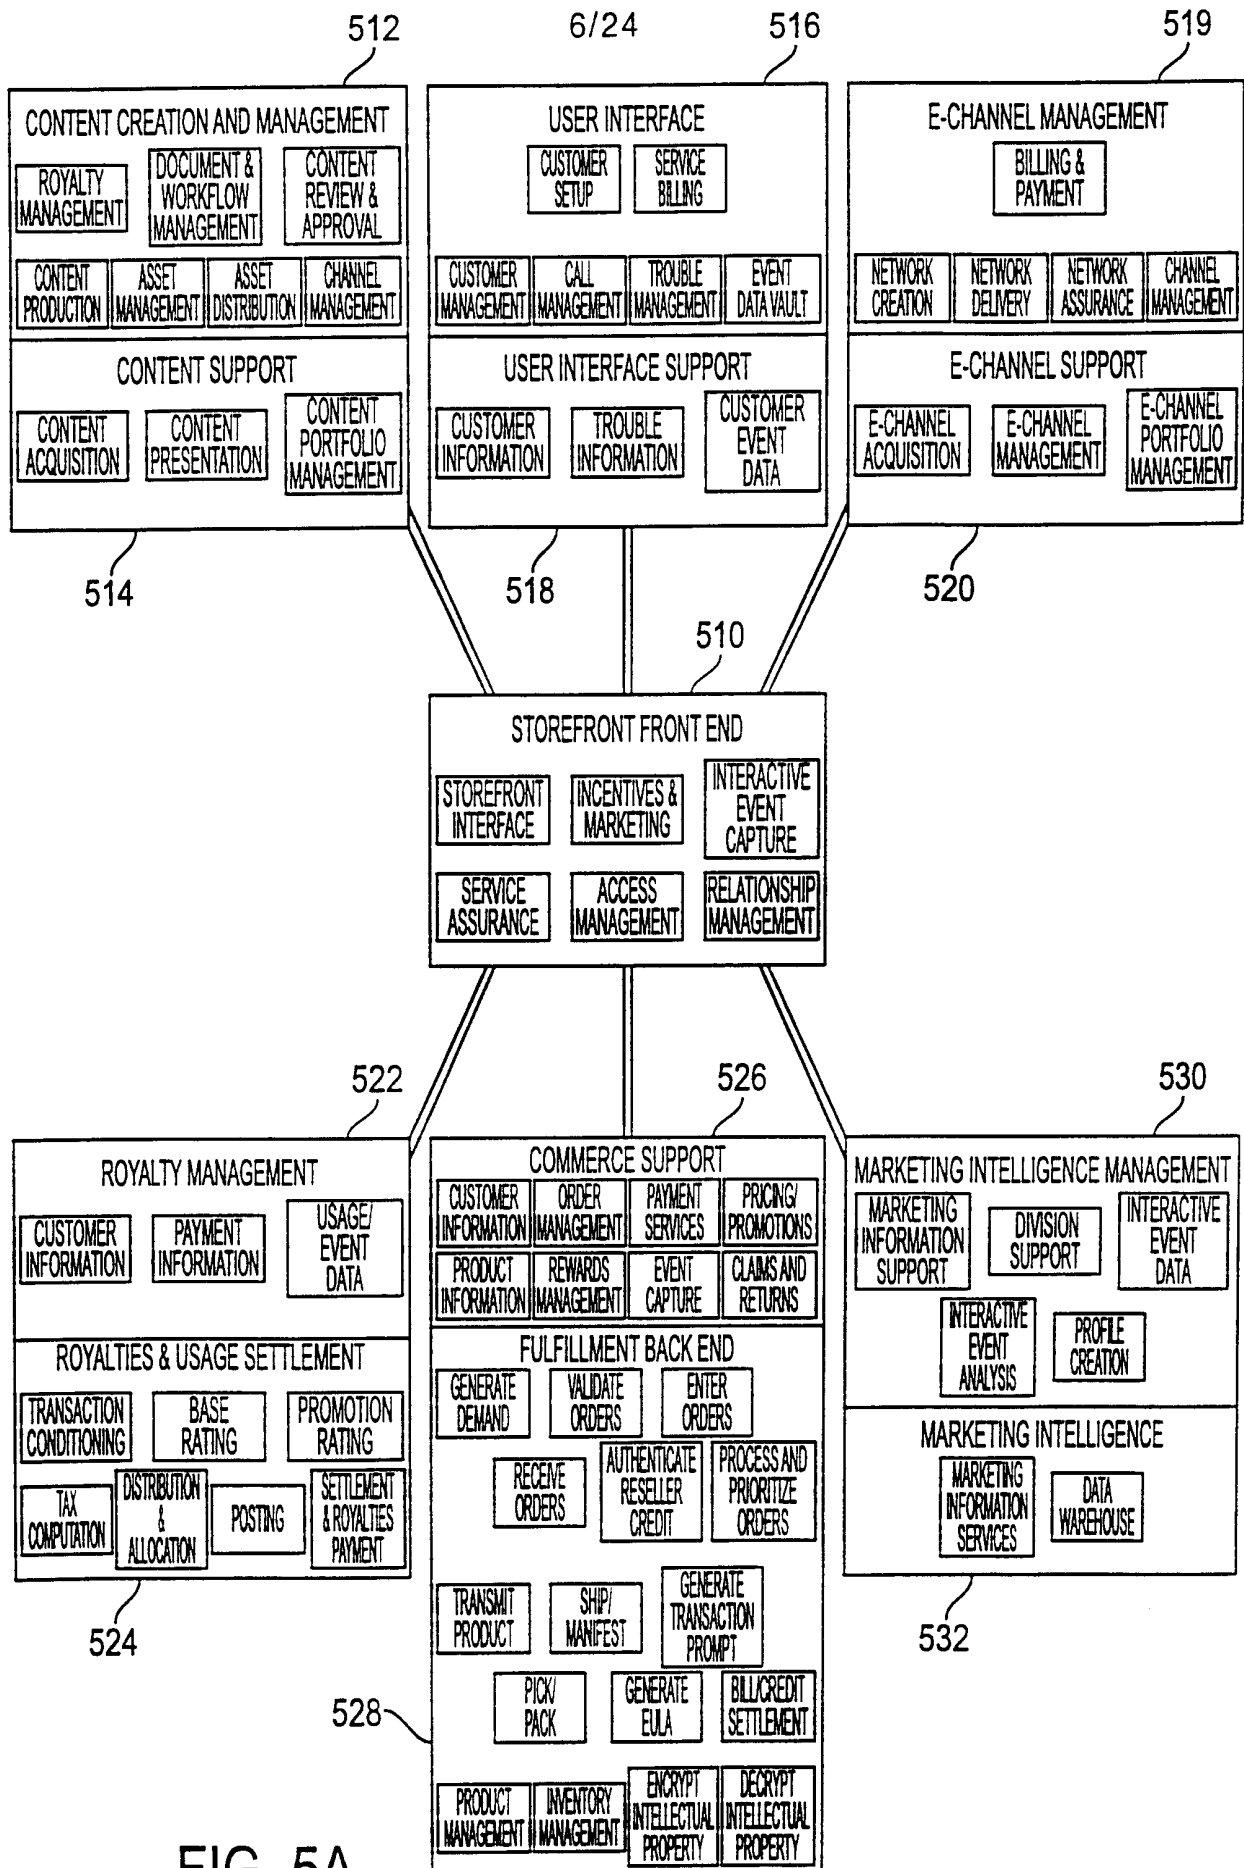 6/24
512
516
519
CONTENT CREATION AND MANAGEMENT
ROYALTY
MANAGEMENT
DOCUMENT &
WORKFLOW
MANAGEMENT
CONTENT
REVIEW &
APPROVAL
CONTENT
PRODUCTION
ASSET
MANAGEMENT
ASSET
DISTRIBUTION
CHANNEL
MANAGEMENT
CONTENT SUPPORT
CONTENT
ACQUISITION
CONTENT
PRESENTATION
CONTENT
PORTFOLIO
MANAGEMENT
514
USER INTERFACE
CUSTOMER
SETUP
SERVICE
BILLING
CUSTOMER
MANAGEMENT
CALL
MANAGEMENT
TROUBLE
MANAGEMENT
EVENT
DATA VAULT
USER INTERFACE SUPPORT
CUSTOMER
INFORMATION
TROUBLE
INFORMATION
CUSTOMER
EVENT
DATA
518
E-CHANNEL MANAGEMENT
BILLING &
PAYMENT
NETWORK
CREATION
NETWORK
DELIVERY
NETWORK
ASSURANCE
CHANNEL
MANAGEMENT
E-CHANNEL SUPPORT
E-CHANNEL
ACQUISITION
E-CHANNEL
MANAGEMENT
E-CHANNEL
PORTFOLIO
MANAGEMENT
520
510
STOREFRONT FRONT END
STOREFRONT
INTERFACE
INCENTIVES &
MARKETING
INTERACTIVE
EVENT
CAPTURE
SERVICE
ASSURANCE
ACCESS
MANAGEMENT
RELATIONSHIP
MANAGEMENT
522
526
530
ROYALTY MANAGEMENT
CUSTOMER
INFORMATION
PAYMENT
INFORMATION
USAGE/
EVENT
DATA
ROYALTIES & USAGE SETTLEMENT
TRANSACTION
CONDITIONING
BASE
RATING
PROMOTION
RATING
TAX
COMPUTATION
DISTRIBUTION
&
ALLOCATION
POSTING
SETTLEMENT
& ROYALTIES
PAYMENT
524
COMMERCE SUPPORT
CUSTOMER
INFORMATION
ORDER
MANAGEMENT
PAYMENT
SERVICES
PRICING/
PROMOTIONS
PRODUCT
INFORMATION
REWARDS
MANAGEMENT
EVENT
CAPTURE
CLAIMS AND
RETURNS
FULFILLMENT BACK END
GENERATE
DEMAND
VALIDATE
ORDERS
ENTER
ORDERS
RECEIVE
ORDERS
AUTHENTICATE
RESELLER
CREDIT
PROCESS AND
PRIORITIZE
ORDERS
TRANSMIT
PRODUCT
SHIP/
MANIFEST
GENERATE
TRANSACTION
PROMPT
PICK/
PACK
GENERATE
EULA
BILL/CREDIT
SETTLEMENT
528
PRODUCT
MANAGEMENT
INVENTORY
MANAGEMENT
ENCRYPT
INTELLECTUAL
PROPERTY
DECRYPT
INTELLECTUAL
PROPERTY
MARKETING INTELLIGENCE MANAGEMENT
MARKETING
INFORMATION
SUPPORT
DIVISION
SUPPORT
INTERACTIVE
EVENT
DATA
INTERACTIVE
EVENT
ANALYSIS
PROFILE
CREATION
MARKETING INTELLIGENCE
MARKETING
INFORMATION
SERVICES
DATA
WAREHOUSE
532
FIG. 5A